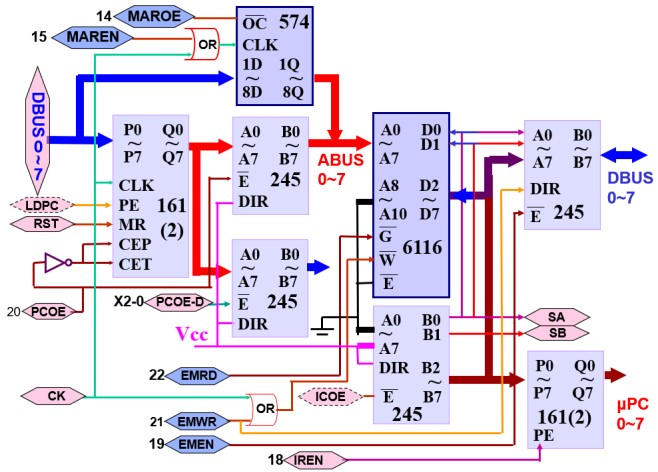 14 MAROE
15 MAREN
OR
OC 574
CLK
1D 1Q
~ ~
8D 8Q
DBUS 0~7
P0 Q0
~ ~
P7 Q7
CLK
PE 161
MR (2)
CEP
CET
LDPC
RST
20 PCOE
A0 B0
~ ~
A7 B7
E 245
DIR
ABUS
0~7
A0 B0
~ ~
A7 B7
E 245
DIR
X2-0 PCOE-D
Vcc
A0 D0
~ D1
A7
A8 D2
~ ~
A10 D7
G 6116
W
E
A0 B0
~ ~
A7 B7
DIR
E 245
DBUS
0~7
A0 B0
~ B1
A7
DIR B2
~
E B7
245
SA
SB
P0 Q0
~ ~
P7 Q7
161(2)
PE
μPC
0~7
22 EMRD
CK
OR
ICOE
21 EMWR
19 EMEN
18 IREN